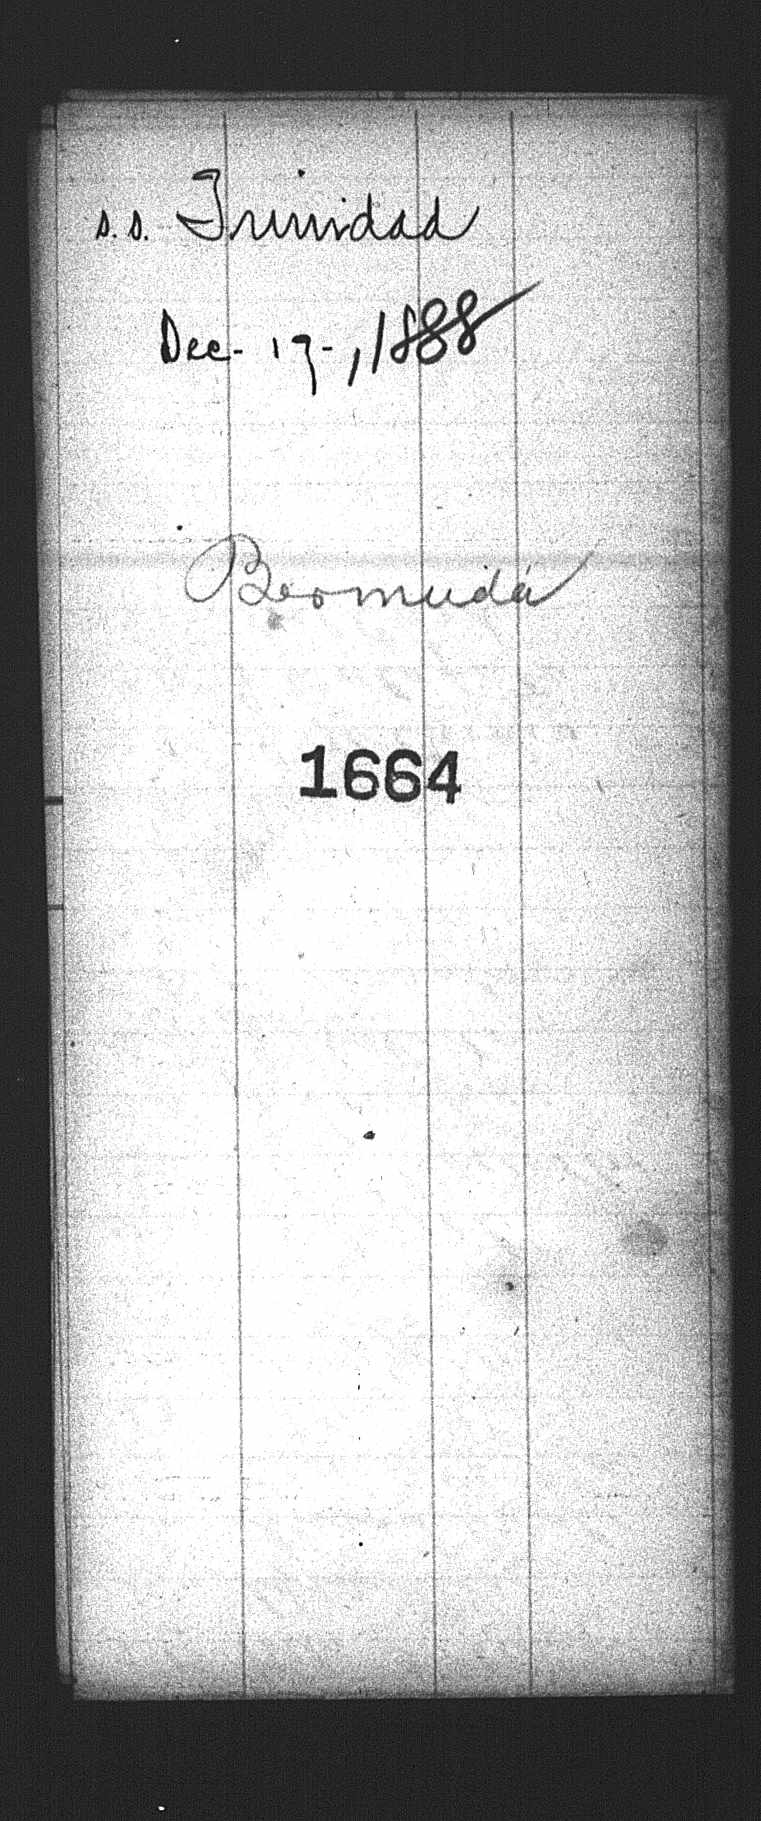 s.s. Trinidad
Dec- 17-, 1888
Bermuda
1664